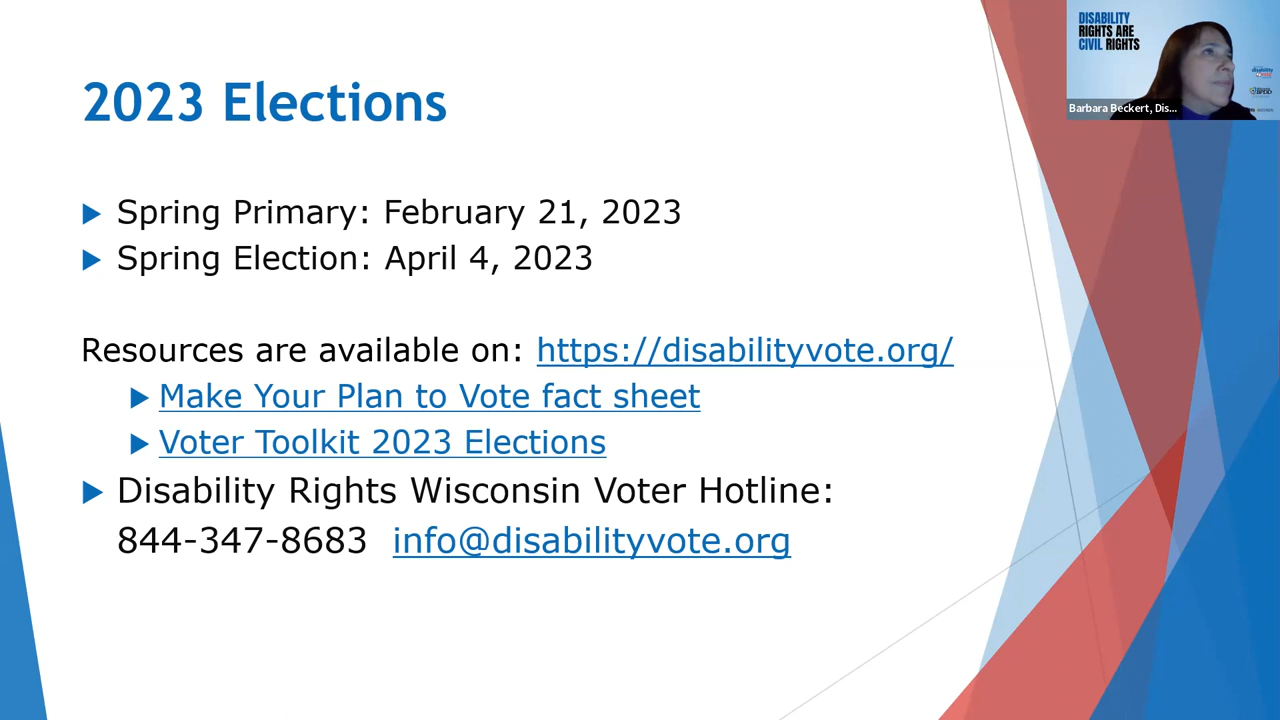 2023 Elections
Spring Primary: February 21, 2023
Spring Election: April 4, 2023
Resources are available on: https://disabilityvote.org/
Make Your Plan to Vote fact sheet
Voter Toolkit 2023 Elections
Disability Rights Wisconsin Voter Hotline:
844-347-8683 info@disabilityvote.org
DISABILITY
RIGHTS ARE
CIVIL RIGHTS
disability
Barbara Beckert, Dis...